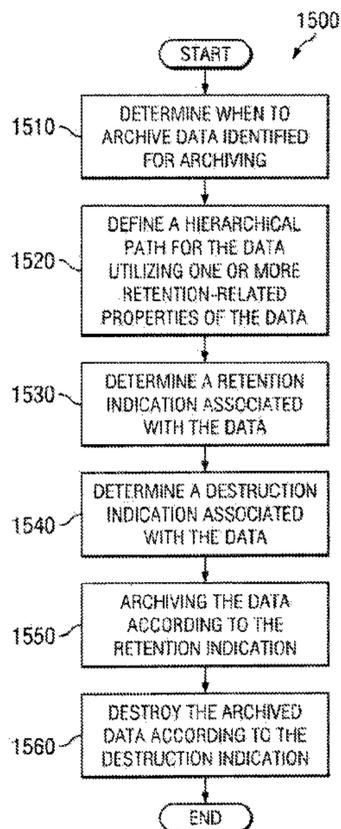 1500
START
1510
DETERMINE WHEN TO
ARCHIVE DATA IDENTIFIED
FOR ARCHIVING
1520
DEFINE A HIERARCHICAL
PATH FOR THE DATA
UTILIZING ONE OR MORE
RETENTION-RELATED
PROPERTIES OF THE DATA
1530
DETERMINE A RETENTION
INDICATION ASSOCIATED
WITH THE DATA
1540
DETERMINE A DESTRUCTION
INDICATION ASSOCIATED
WITH THE DATA
1550
ARCHIVING THE DATA
ACCORDING TO THE
RETENTION INDICATION
1560
DESTROY THE ARCHIVED
DATA ACCORDING TO THE
DESTRUCTION INDICATION
END